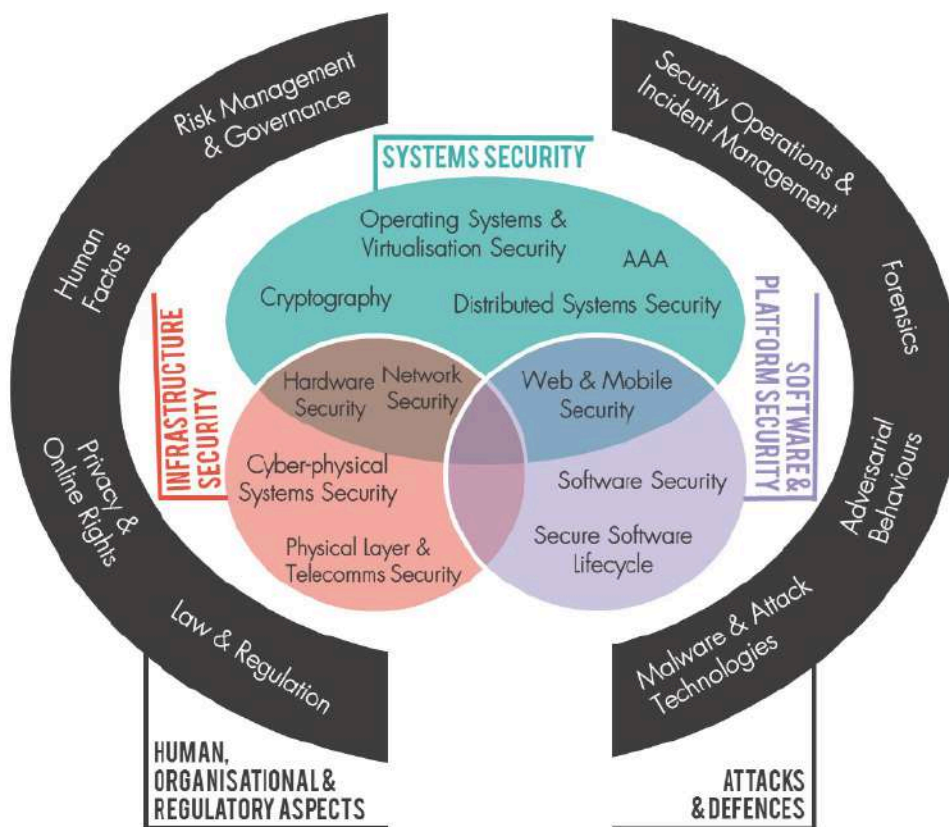 Risk Management
& Governance
Human
Factors
Privacy &
Online Rights
Law & Regulation
HUMAN,
ORGANISATIONAL &
REGULATORY ASPECTS
SYSTEMS SECURITY
Operating Systems &
Virtualisation Security
AAA
Cryptography
Distributed Systems Security
INFRASTRUCTURE
SECURITY
Hardware
Security
Network
Security
Web & Mobile
Security
Cyber-physical
Systems Security
Physical Layer &
Telecomms Security
Software Security
Secure Software
Lifecycle
SOFTWARE &
PLATFORM SECURITY
Security Operations &
Incident Management
Forensics
Adversarial
Behaviours
Malware & Attack
Technologies
ATTACKS
& DEFENCES